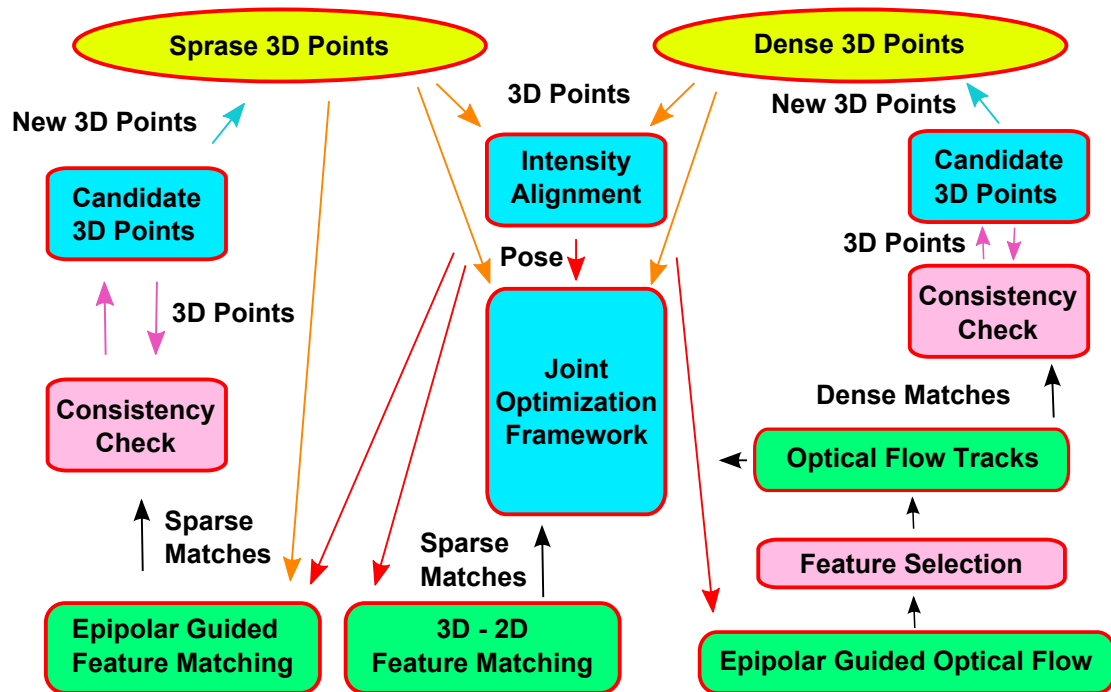 Sprase 3D Points
Dense 3D Points
3D Points
New 3D Points
New 3D Points
Intensity
Alignment
Candidate
3D Points
Candidate
3D Points
Pose
3D Points
3D Points
Consistency
Check
Joint
Optimization
Framework
Consistency
Check
Dense Matches
Optical Flow Tracks
Sparse
Matches
Sparse
Matches
Feature Selection
Epipolar Guided
Feature Matching
3D - 2D
Feature Matching
Epipolar Guided Optical Flow